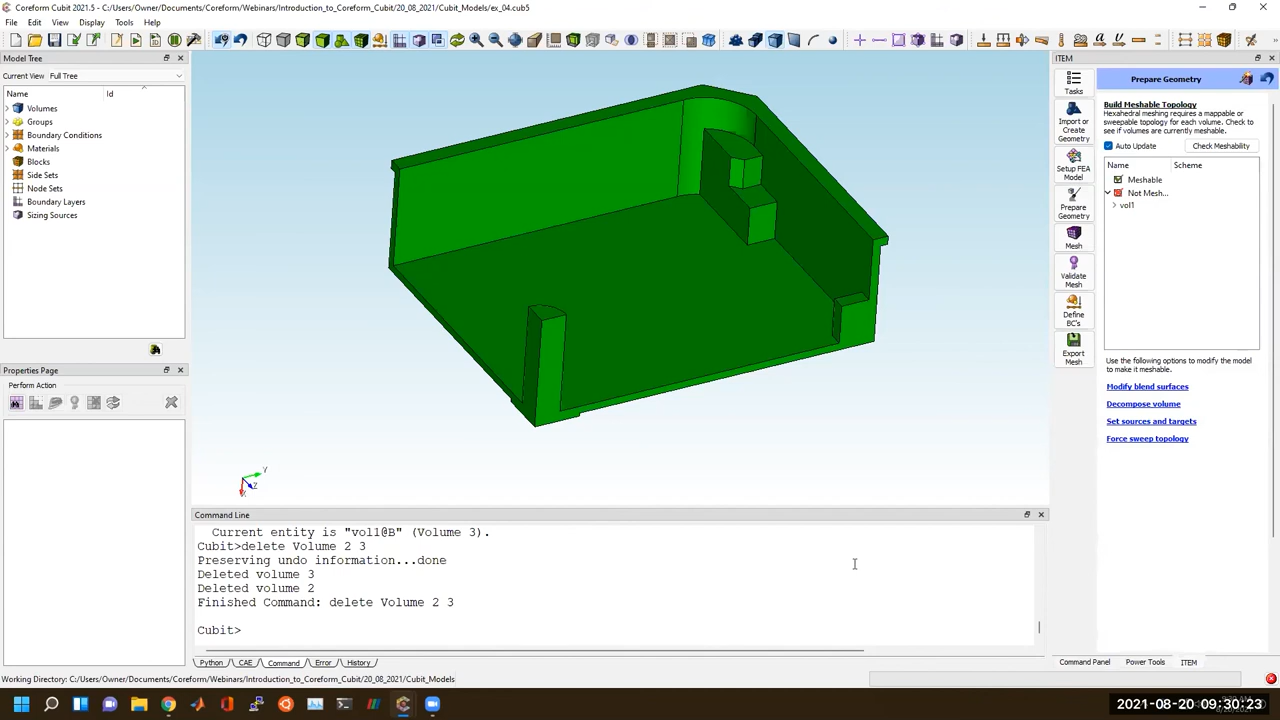 Coreform Cubit 2021.5 - C:/Users/Owner/Documents/Coreform/Webinars/Introduction_to_Coreform_Cubit/20_08_2021/Cubit_Models/ex_04.cub5
File Edit View Display Tools Help
Model Tree
Current View Full Tree
Name Id
Volumes
Groups
Boundary Conditions
Materials
Blocks
Side Sets
Node Sets
Boundary Layers
Sizing Sources
Properties Page
Perform Action
Y
Z
X
Command Line
Current entity is "vol1@B" (Volume 3).
Cubit>delete Volume 2 3
Preserving undo information...done
Deleted volume 3
Deleted volume 2
Finished Command: delete Volume 2 3
Cubit>
Python CAE Command Error History
ITEM
Tasks
Import or
Create
Geometry
Setup FEA
Model
Prepare
Geometry
Mesh
Validate
Mesh
Define
BC's
Export
Mesh
Prepare Geometry
Build Meshable Topology
Hexahedral meshing requires a mappable or
sweepable topology for each volume. Check to
see if volumes are currently meshable.
Auto Update Check Meshability
Name Scheme
Meshable
Not Mesh...
vol1
Use the following options to modify the model
to make it meshable.
Modify blend surfaces
Decompose volume
Set sources and targets
Force sweep topology
Command Panel Power Tools ITEM
Working Directory: C:/Users/Owner/Documents/Coreform/Webinars/Introduction_to_Coreform_Cubit/20_08_2021/Cubit_Models
2021-08-20 09:30:23